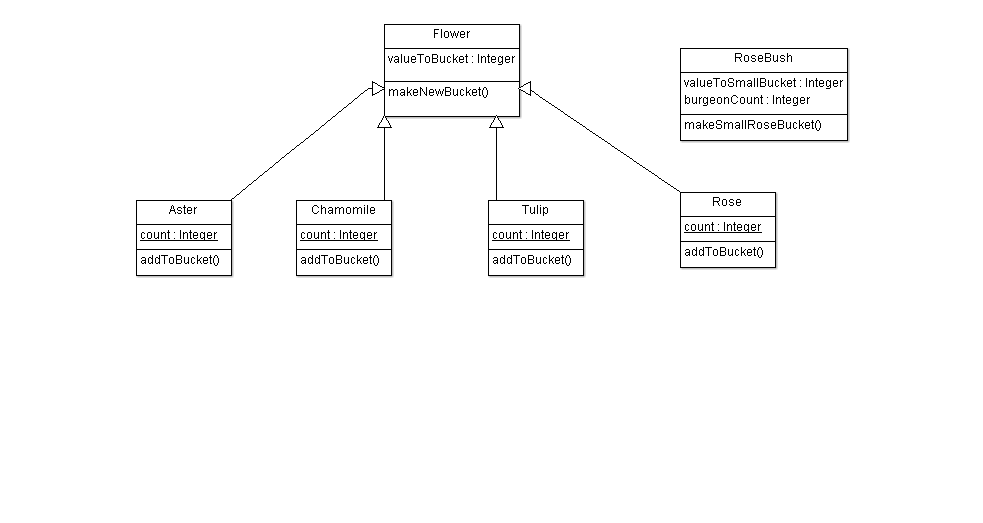 Flower
valueToBucket : Integer
makeNewBucket()
RoseBush
valueToSmallBucket : Integer
burgeonCount : Integer
makeSmallRoseBucket()
Aster
count : Integer
addToBucket()
Chamomile
count : Integer
addToBucket()
Tulip
count : Integer
addToBucket()
Rose
count : Integer
addToBucket()